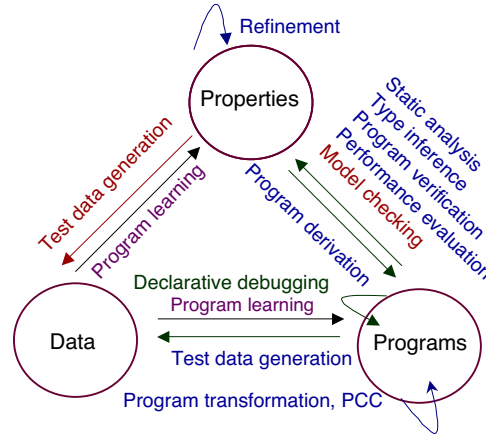 Refinement
Properties
Static analysis
Type inference
Program verification
Performance evaluation
Model checking
Test data generation
Program learning
Program derivation
Declarative debugging
Program learning
Data
Programs
Test data generation
Program transformation, PCC